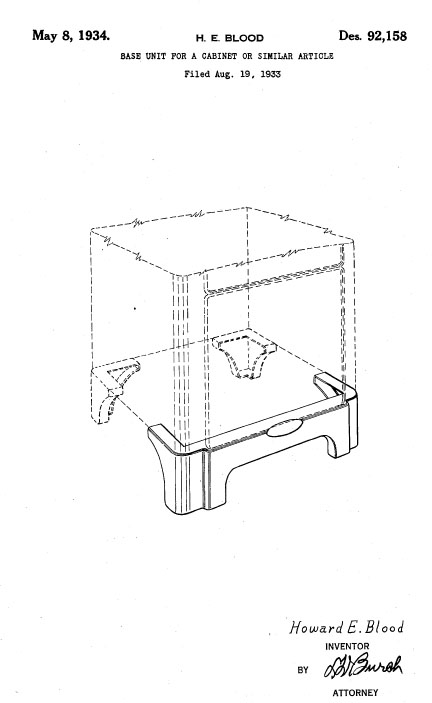 May 8, 1934.
H. E. BLOOD
Des. 92,158
BASE UNIT FOR A CABINET OR SIMILAR ARTICLE
Filed Aug. 19, 1933
Howard E. Blood
INVENTOR
BY
ATTORNEY